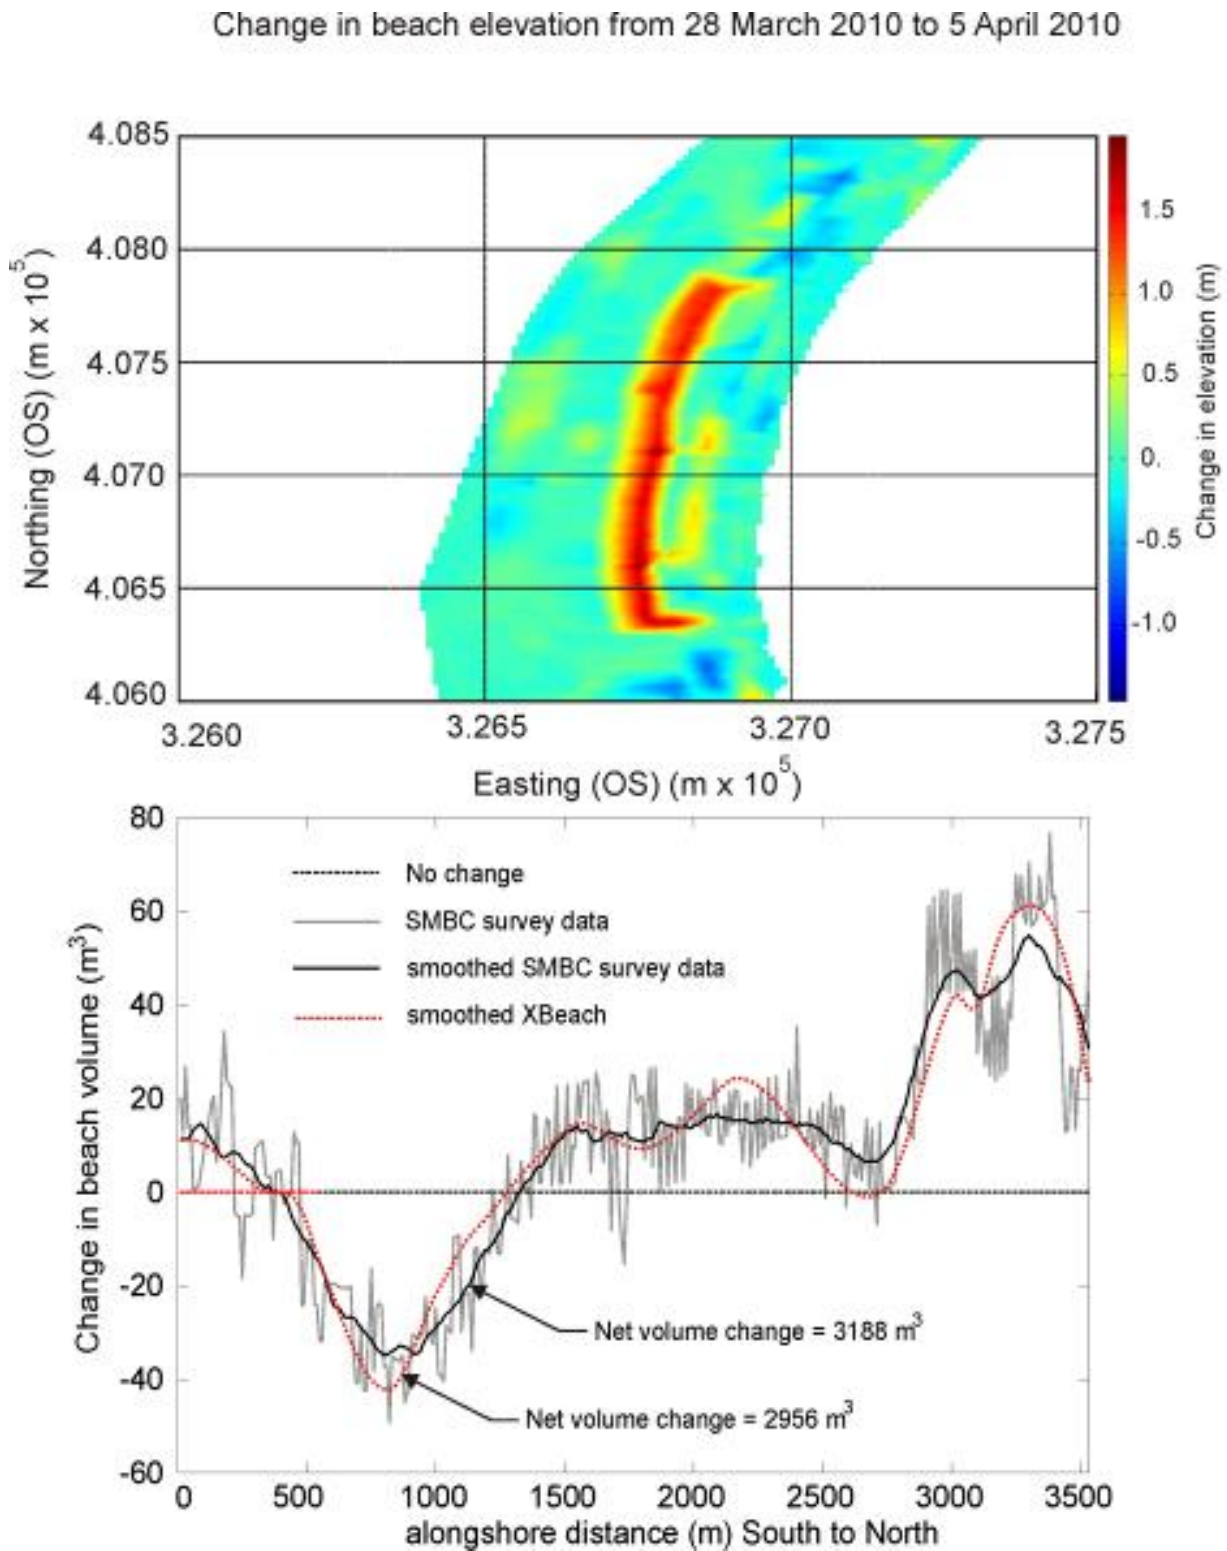 Change in beach elevation from 28 March 2010 to 5 April 2010
4.085
4.080
4.075
4.070
4.065
4.060
Northing (OS) (m x 10^5)
3.260
3.265
3.270
3.275
Easting (OS) (m x 10^5)
1.5
1.0
0.5
0.
-0.5
-1.0
Change in elevation (m)
80
60
40
20
0
-20
-40
-60
Change in beach volume (m³)
No change
SMBC survey data
smoothed SMBC survey data
smoothed XBeach
Net volume change = 3188 m³
Net volume change = 2956 m³
0
500
1000
1500
2000
2500
3000
3500
alongshore distance (m) South to North